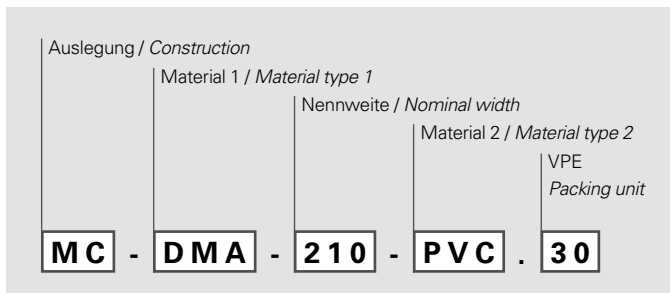 Auslegung / Construction
Material 1 / Material type 1
Nennweite / Nominal width
Material 2 / Material type 2
VPE
Packing unit
MC - DMA - 210 - PVC . 30